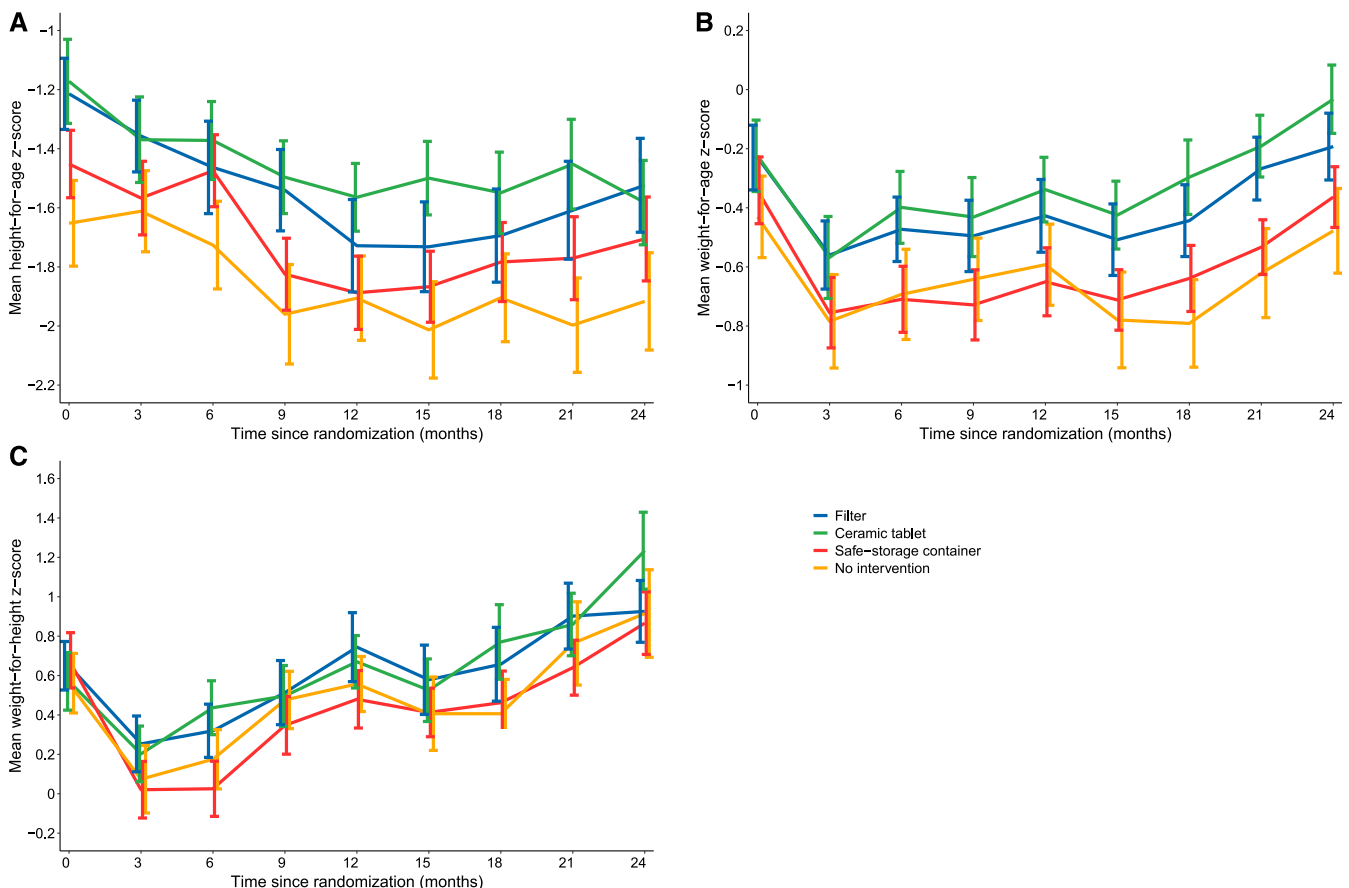 A
Mean height−for−age z−score
−1
−1.2
−1.4
−1.6
−1.8
−2
−2.2
0 3 6 9 12 15 18 21 24
Time since randomization (months)
B
Mean weight−for−age z−score
0.2
0
−0.2
−0.4
−0.6
−0.8
−1
0 3 6 9 12 15 18 21 24
Time since randomization (months)
C
Mean weight−for−height z−score
1.6
1.4
1.2
1
0.8
0.6
0.4
0.2
0
−0.2
0 3 6 9 12 15 18 21 24
Time since randomization (months)
Filter
Ceramic tablet
Safe−storage container
No intervention